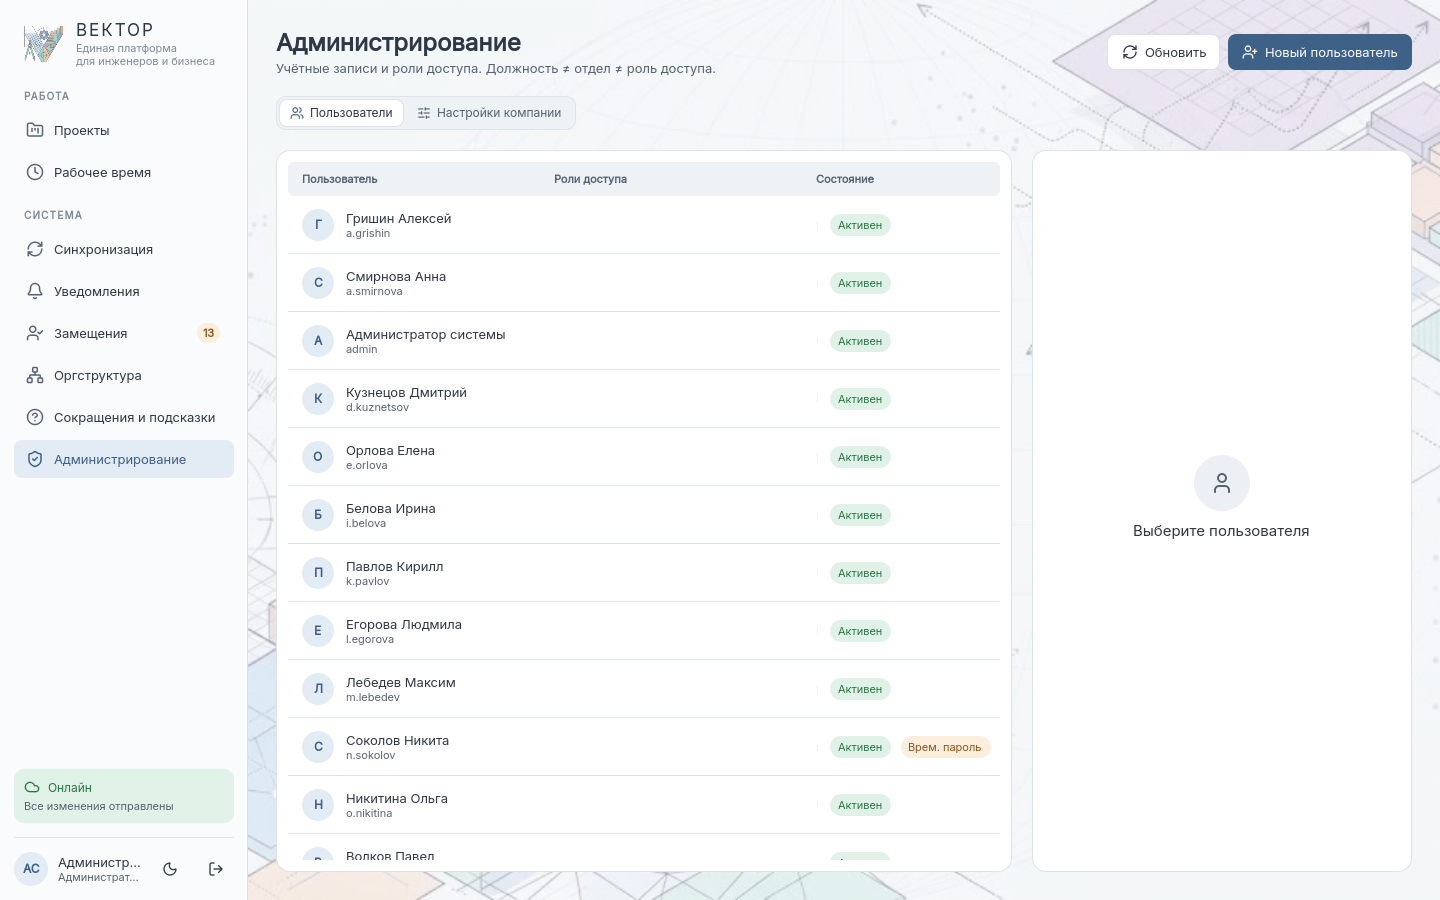 ВЕКТОР
Единая платформа
для инженеров и бизнеса
РАБОТА
Проекты
Рабочее время
СИСТЕМА
Синхронизация
Уведомления
Замещения 13
Оргструктура
Сокращения и подсказки
Администрирование
Онлайн
Все изменения отправлены
АС
Администр...
Администрат...
Администрирование
Учётные записи и роли доступа. Должность ≠ отдел ≠ роль доступа.
Обновить
Новый пользователь
Пользователи
Настройки компании
Пользователь Роли доступа Состояние
Г Гришин Алексей Активен
a.grishin
С Смирнова Анна Активен
a.smirnova
А Администратор системы Активен
admin
К Кузнецов Дмитрий Активен
d.kuznetsov
О Орлова Елена Активен
e.orlova
Б Белова Ирина Активен
i.belova
П Павлов Кирилл Активен
k.pavlov
Е Егорова Людмила Активен
l.egorova
Л Лебедев Максим Активен
m.lebedev
С Соколов Никита Активен Врем. пароль
n.sokolov
Н Никитина Ольга Активен
o.nikitina
Волков Павел
Выберите пользователя